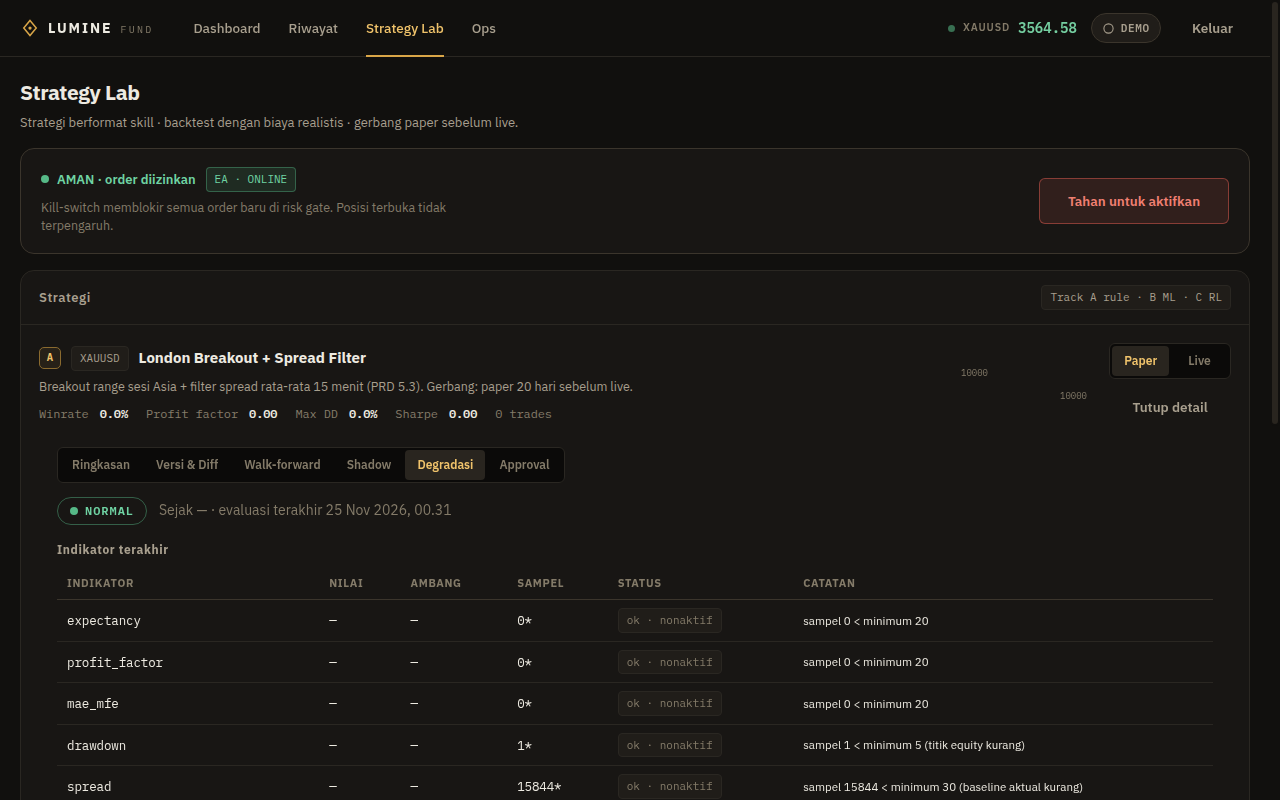 LUMINE FUND Dashboard Riwayat Strategy Lab Ops XAUUSD 3564.58 DEMO Keluar
Strategy Lab
Strategi berformat skill · backtest dengan biaya realistis · gerbang paper sebelum live.
AMAN · order diizinkan EA · ONLINE
Kill-switch memblokir semua order baru di risk gate. Posisi terbuka tidak
terpengaruh.
Tahan untuk aktifkan
Strategi Track A rule · B ML · C RL
A XAUUSD London Breakout + Spread Filter
Breakout range sesi Asia + filter spread rata-rata 15 menit (PRD 5.3). Gerbang: paper 20 hari sebelum live.
Winrate 0.0% Profit factor 0.00 Max DD 0.0% Sharpe 0.00 0 trades
10000
10000
Paper Live
Tutup detail
Ringkasan Versi & Diff Walk-forward Shadow Degradasi Approval
NORMAL Sejak — · evaluasi terakhir 25 Nov 2026, 00.31
Indikator terakhir
INDIKATOR NILAI AMBANG SAMPEL STATUS CATATAN
expectancy — — 0* ok · nonaktif sampel 0 < minimum 20
profit_factor — — 0* ok · nonaktif sampel 0 < minimum 20
mae_mfe — — 0* ok · nonaktif sampel 0 < minimum 20
drawdown — — 1* ok · nonaktif sampel 1 < minimum 5 (titik equity kurang)
spread — — 15844* ok · nonaktif sampel 15844 < minimum 30 (baseline aktual kurang)